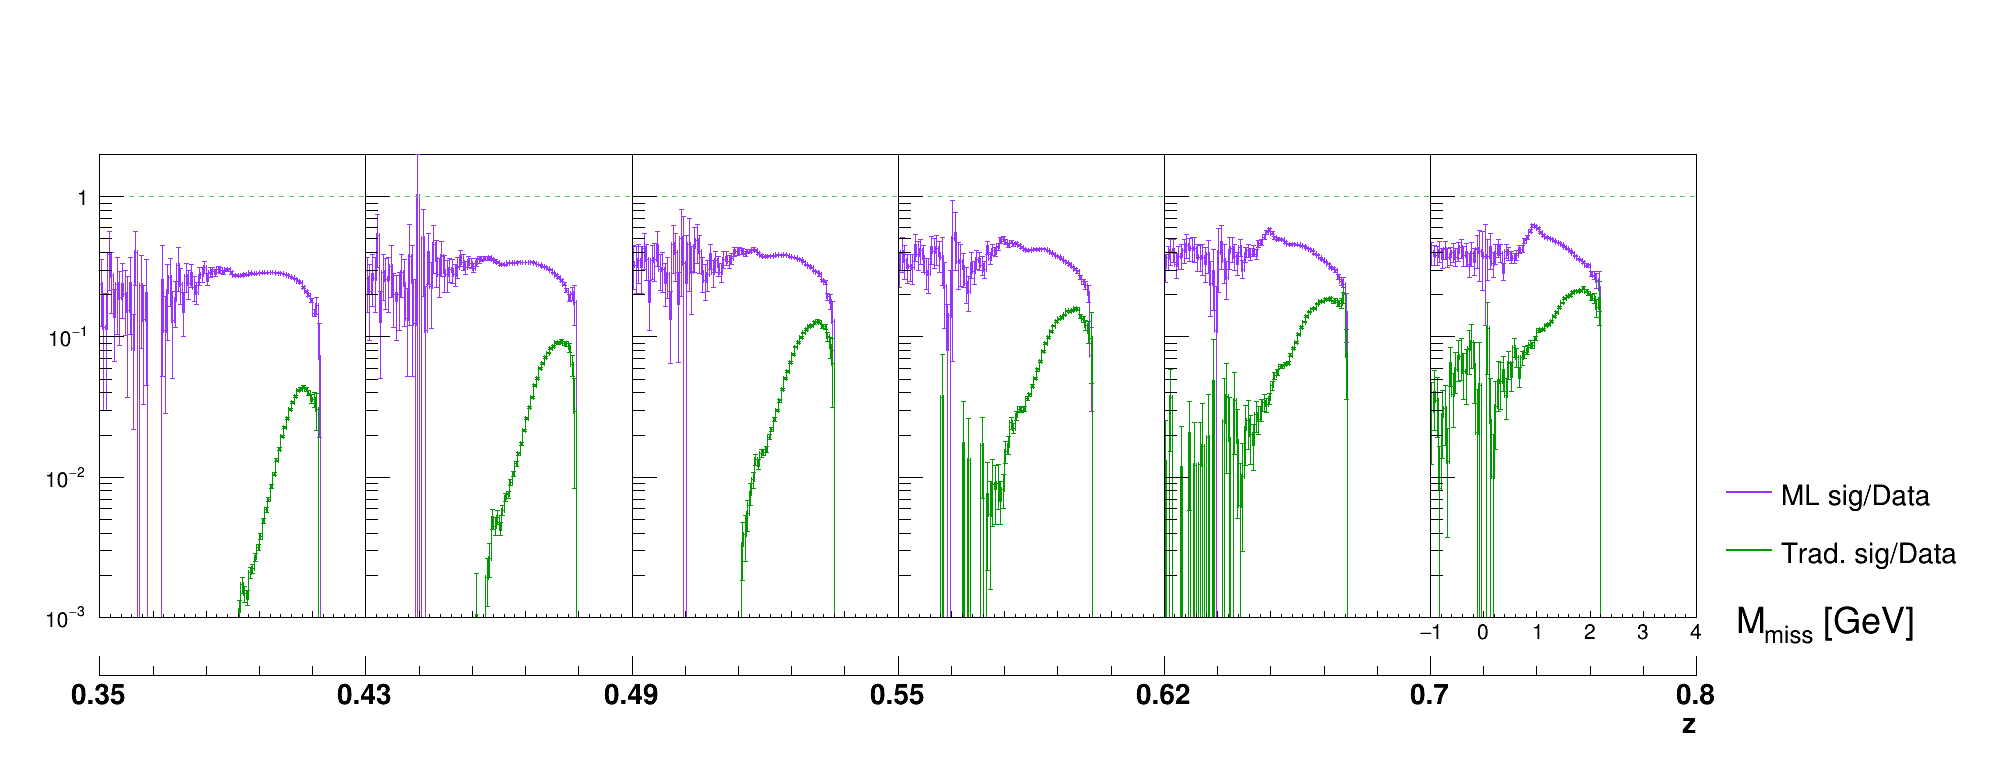 1
10−1
10−2
10−3
ML sig/Data
Trad. sig/Data
−1 0 1 2 3 4
Mmiss [GeV]
0.35 0.43 0.49 0.55 0.62 0.7 0.8
z